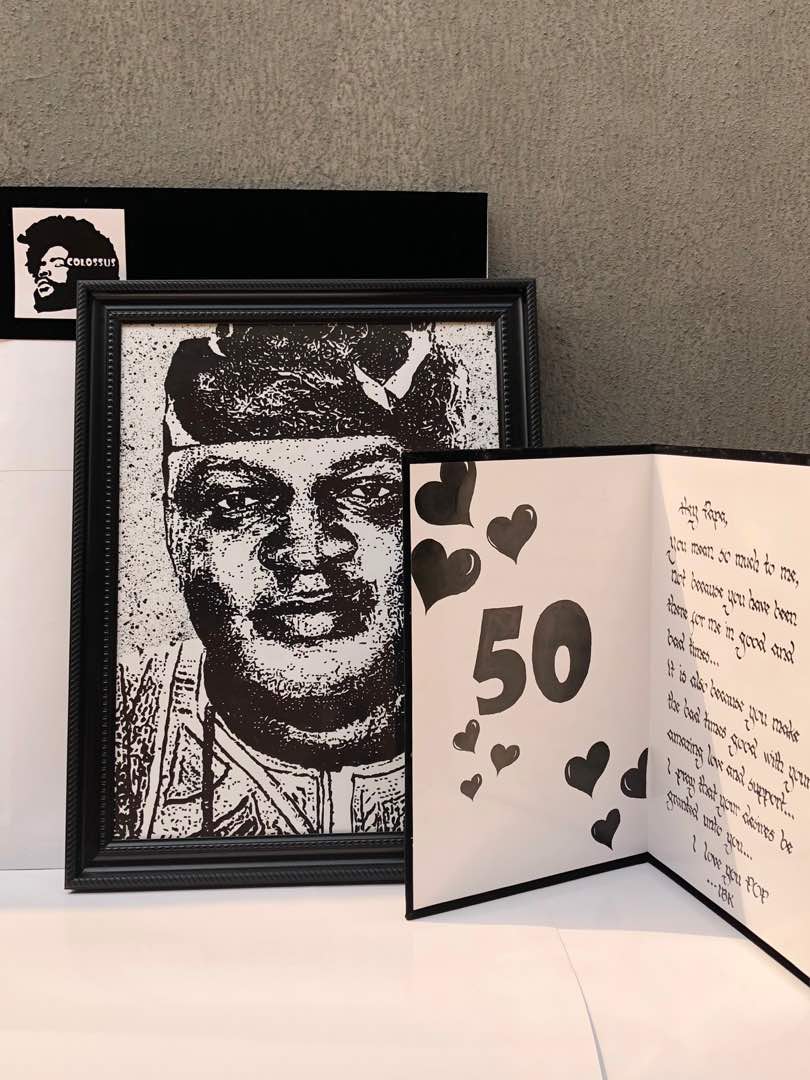 COLOSSUS
50
Hey Papa,
You mean so much to me,
not because you have been
there for me in good and
bad times...
It is also because you make
the bad times good with your
amazing love and support...
I pray that your desires be
granted unto you...
I love you POP
...IBK